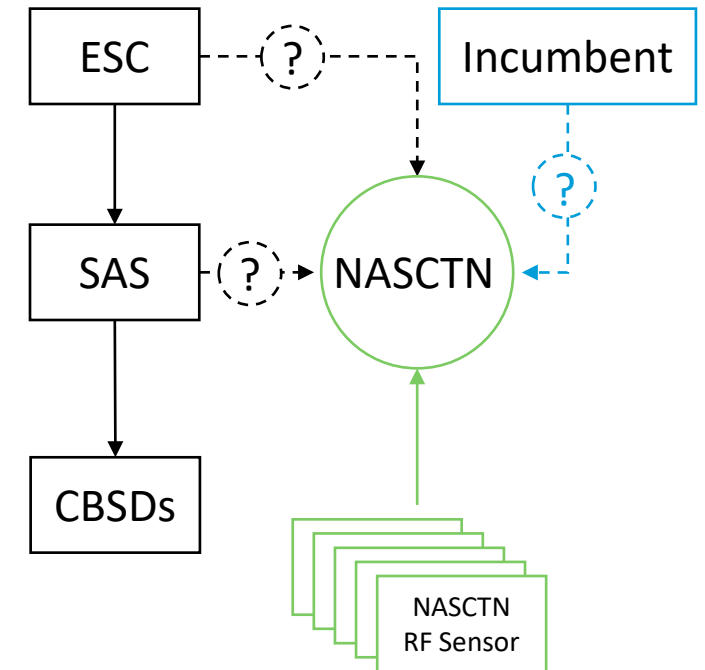 ESC
?
Incumbent
?
SAS
?
NASCTN
CBSDs
NASCTN
RF Sensor